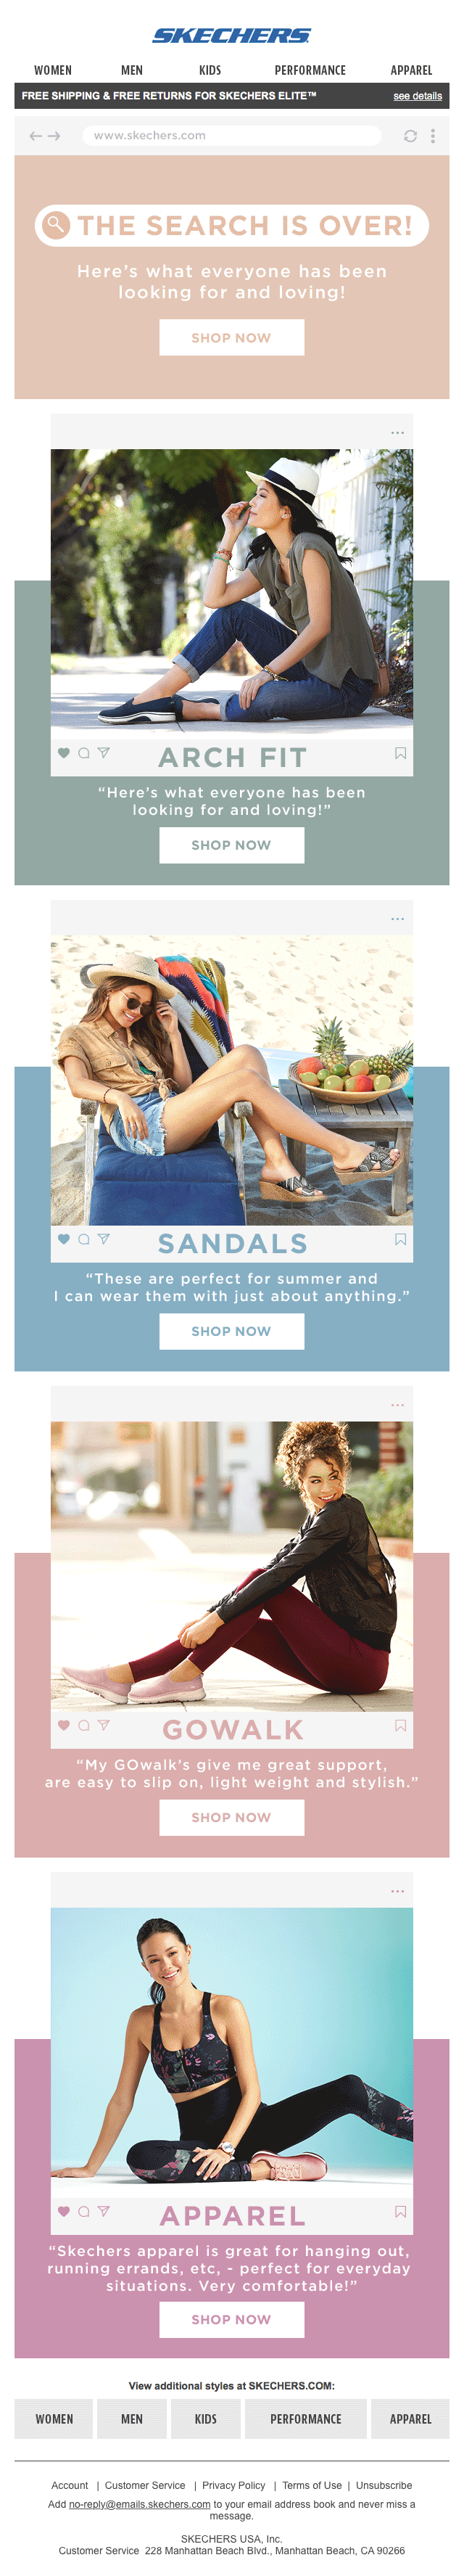 SKECHERS
WOMEN MEN KIDS PERFORMANCE APPAREL
FREE SHIPPING & FREE RETURNS FOR SKECHERS ELITE™ see details
www.skechers.com
THE SEARCH IS OVER!
Here's what everyone has been
looking for and loving!
SHOP NOW
ARCH FIT
“Here's what everyone has been
looking for and loving!”
SHOP NOW
SANDALS
“These are perfect for summer and
I can wear them with just about anything.”
SHOP NOW
GOWALK
“My GOwalk's give me great support,
are easy to slip on, light weight and stylish.”
SHOP NOW
APPAREL
“Skechers apparel is great for hanging out,
running errands, etc, - perfect for everyday
situations. Very comfortable!”
SHOP NOW
View additional styles at SKECHERS.COM:
WOMEN MEN KIDS PERFORMANCE APPAREL
Account | Customer Service | Privacy Policy | Terms of Use | Unsubscribe
Add no-reply@emails.skechers.com to your email address book and never miss a
message.
SKECHERS USA, Inc.
Customer Service 228 Manhattan Beach Blvd., Manhattan Beach, CA 90266